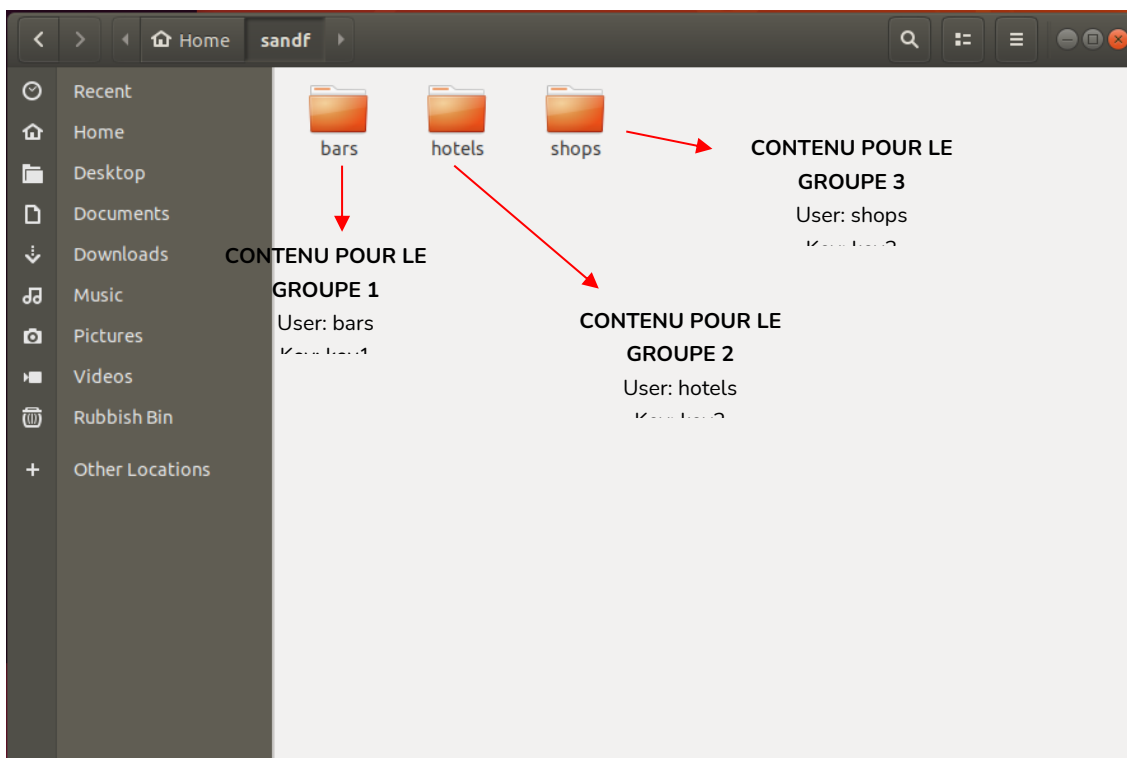 Home sandf
Recent
Home
Desktop
Documents
Downloads
Music
Pictures
Videos
Rubbish Bin
Other Locations
bars hotels shops
CONTENU POUR LE
GROUPE 1
User: bars
Key: key1
CONTENU POUR LE
GROUPE 2
User: hotels
CONTENU POUR LE
GROUPE 3
User: shops